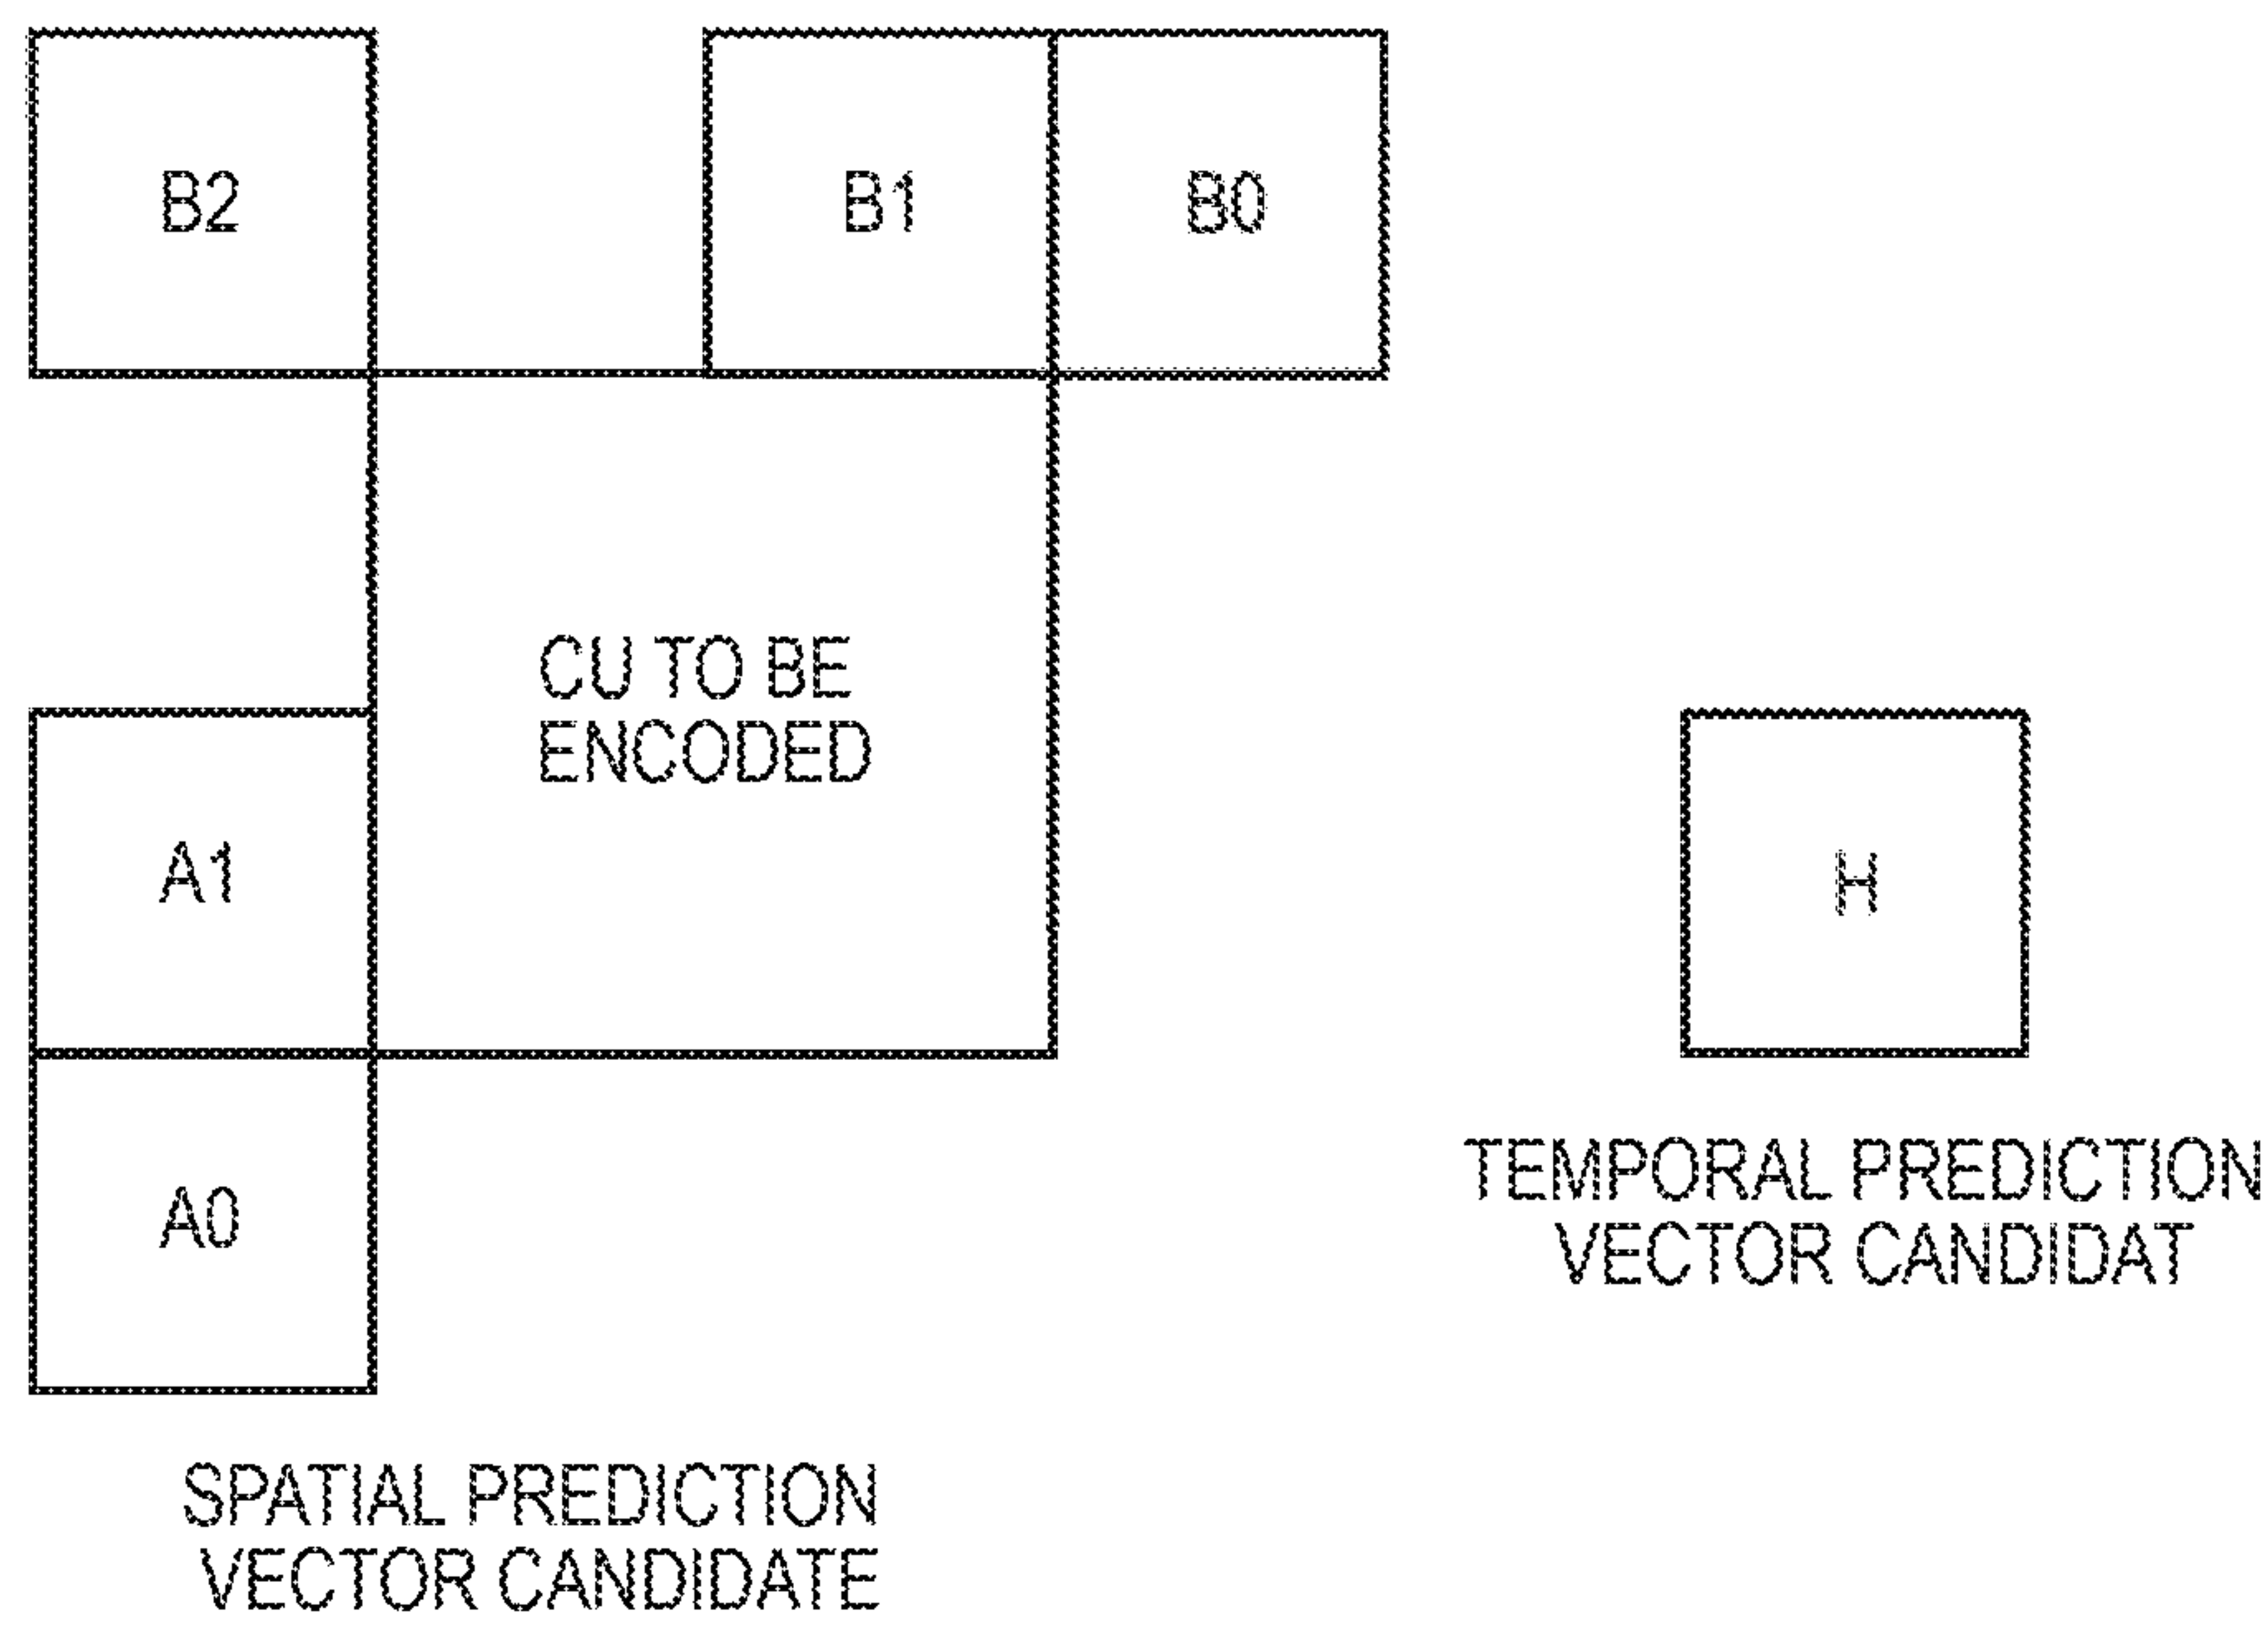 B2
B1
B0
CU TO BE
ENCODED
A1
H
A0
TEMPORAL PREDICTION
VECTOR CANDIDAT
SPATIAL PREDICTION
VECTOR CANDIDATE